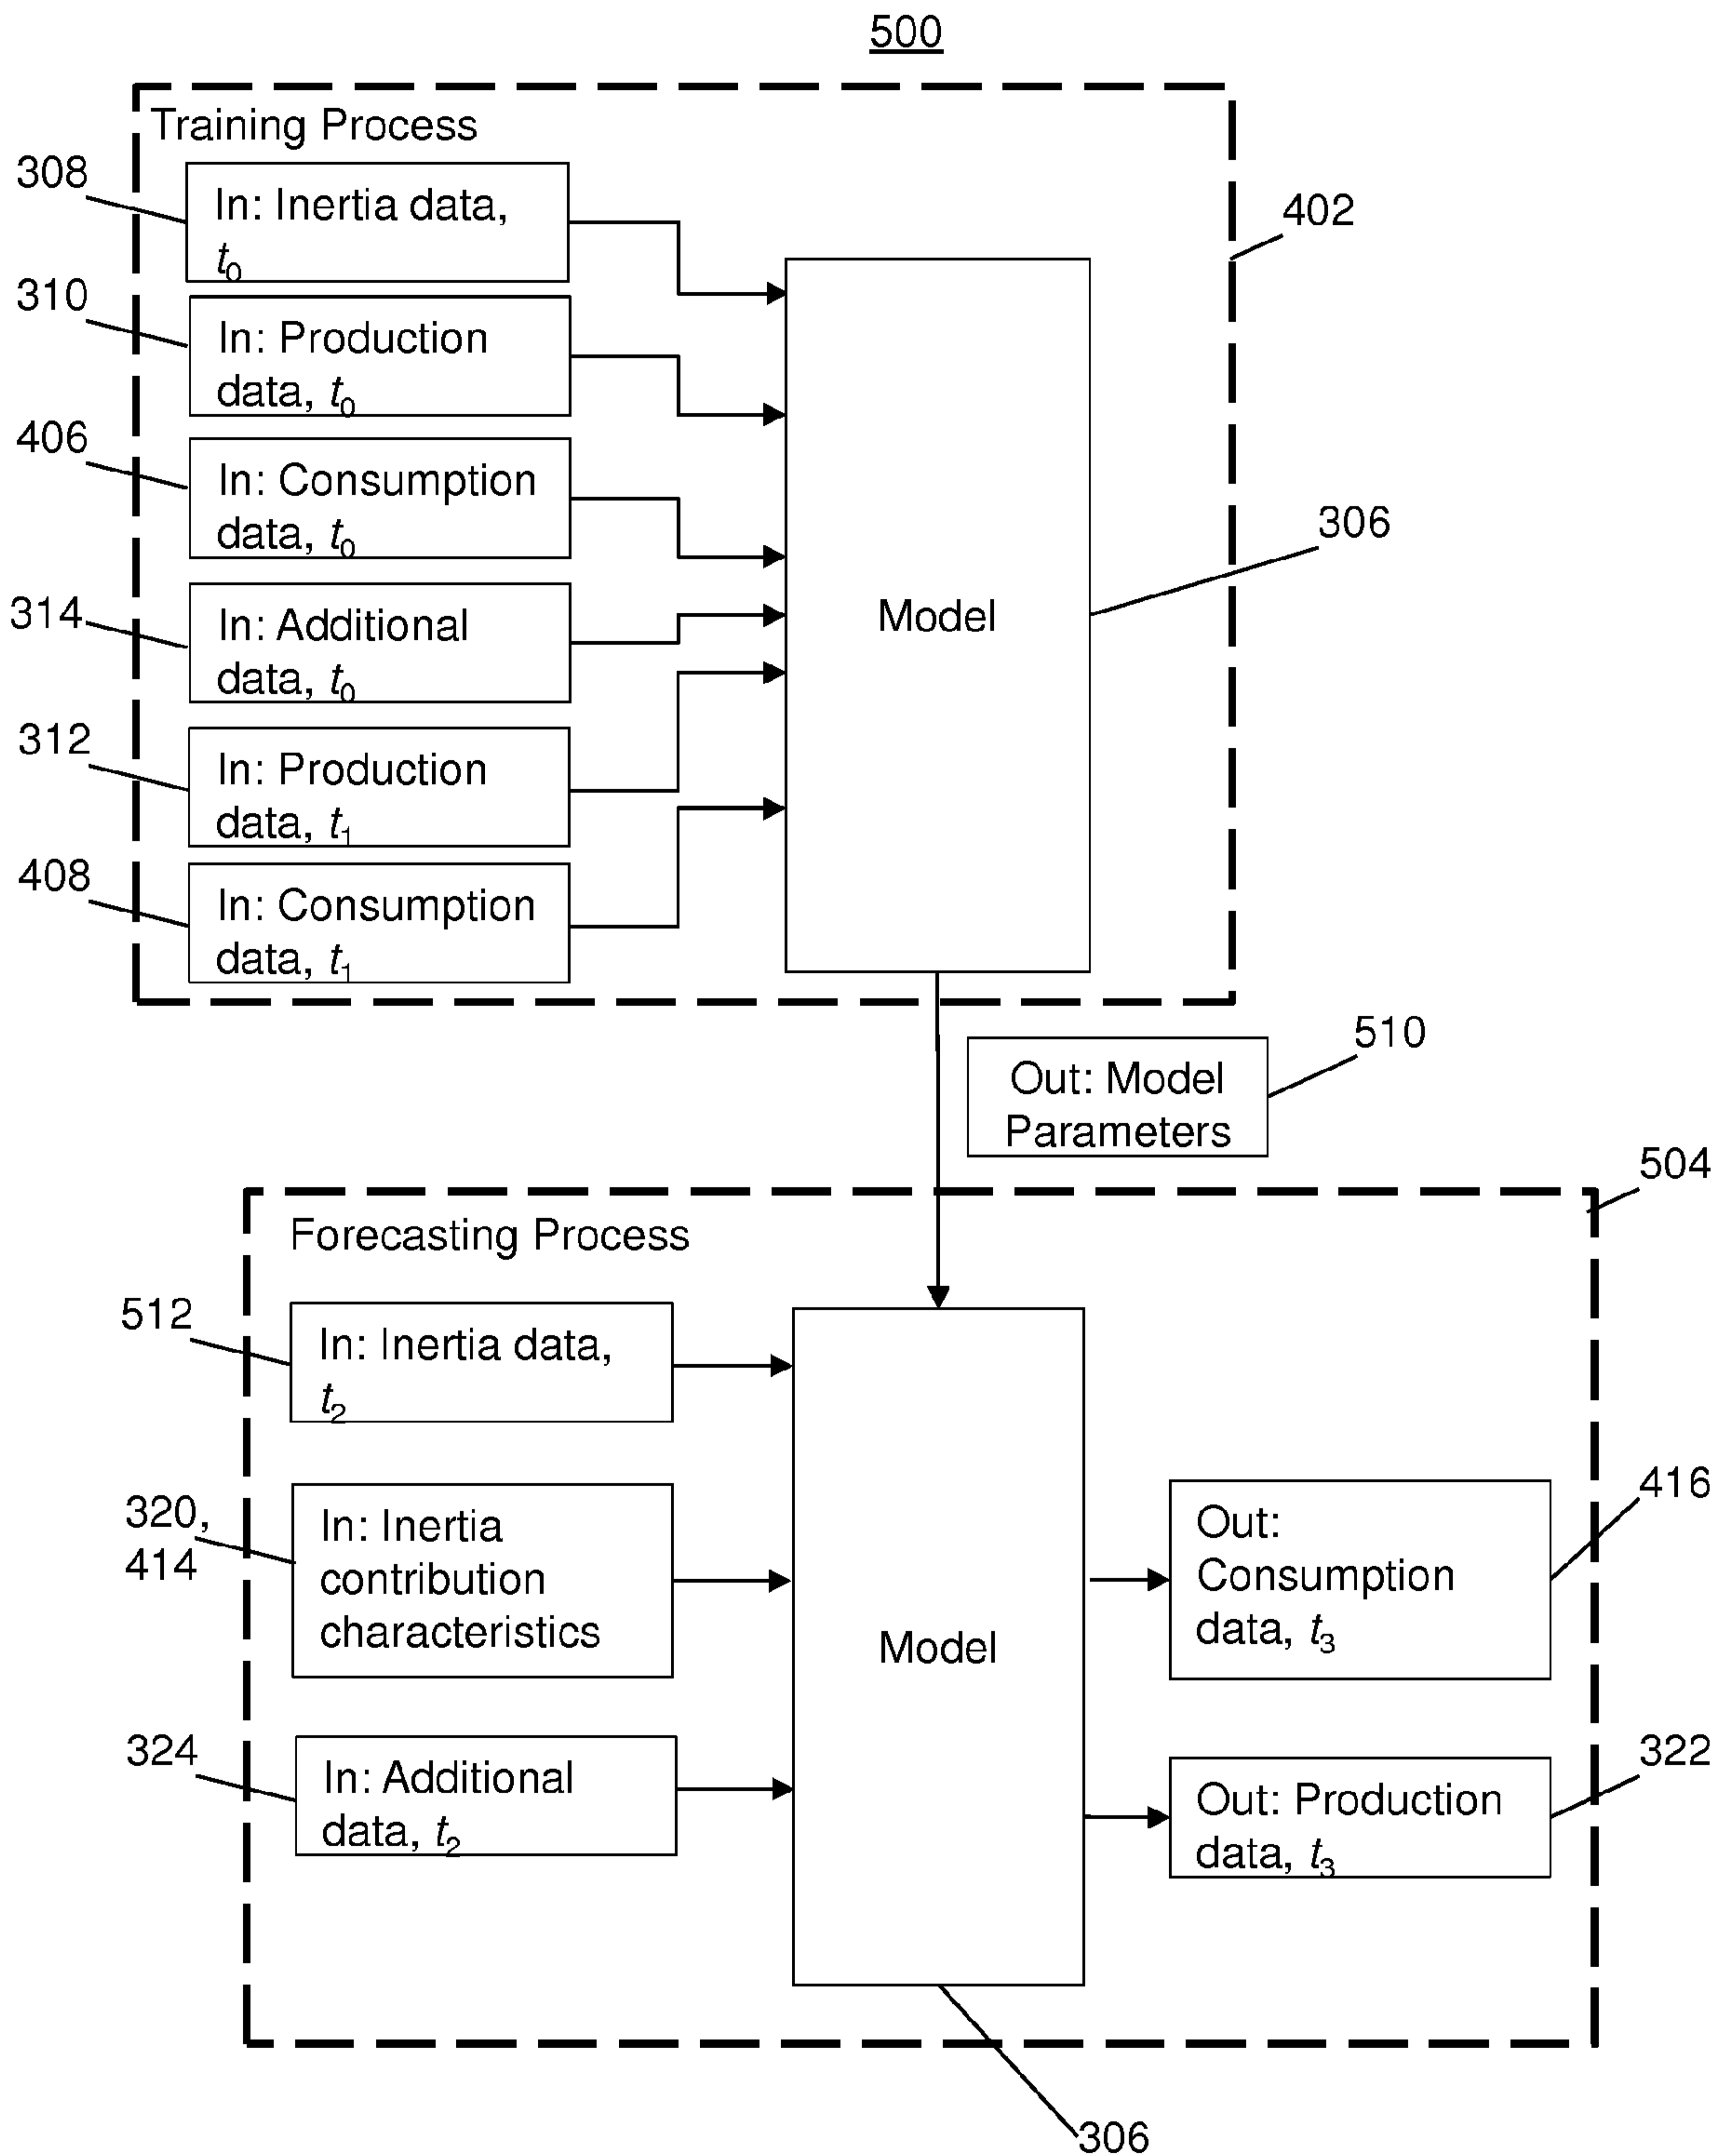 500
Training Process
308
In: Inertia data,
t₀
402
310
In: Production
data, t₀
406
In: Consumption
data, t₀
306
314
In: Additional
data, t₀
Model
312
In: Production
data, t₁
408
In: Consumption
data, t₁
510
Out: Model
Parameters
504
Forecasting Process
512
In: Inertia data,
t₂
320,
414
In: Inertia
contribution
characteristics
Model
416
Out:
Consumption
data, t₃
324
In: Additional
data, t₂
322
Out: Production
data, t₃
306